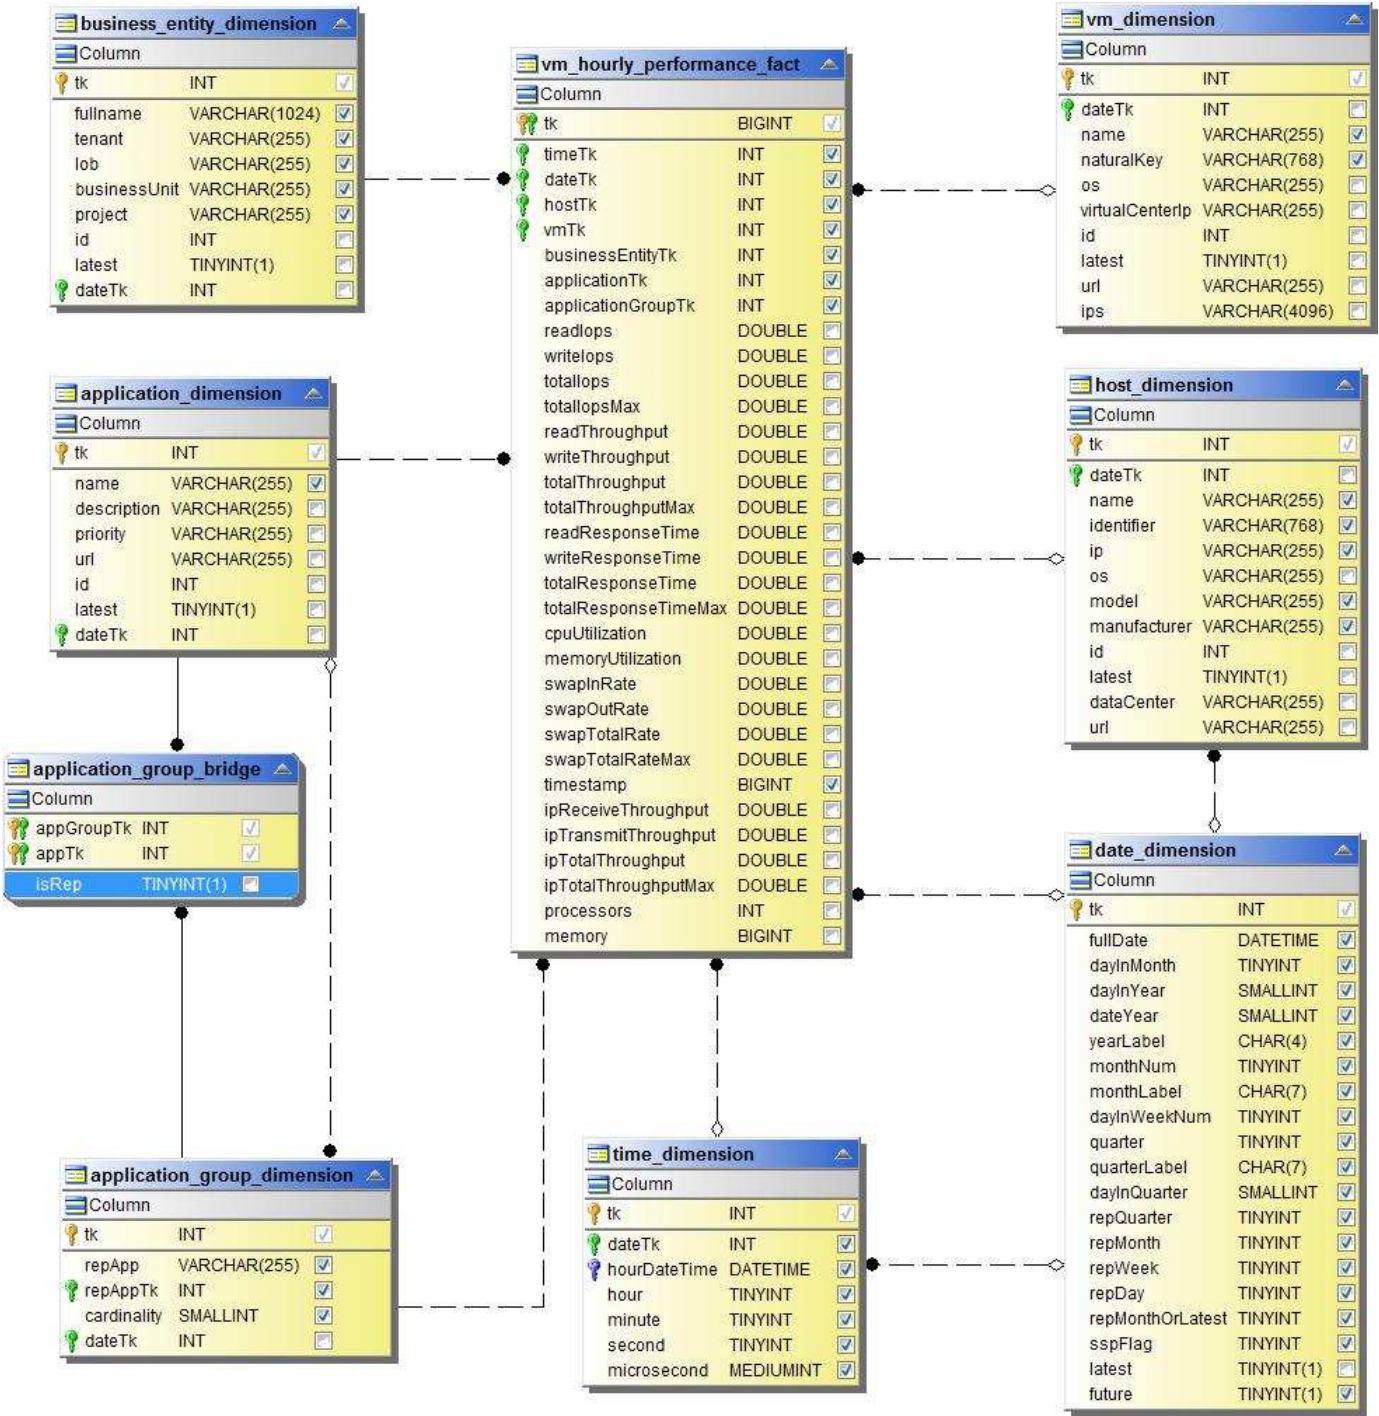 business_entity_dimension
Column
tk INT
fullname VARCHAR(1024)
tenant VARCHAR(255)
lob VARCHAR(255)
businessUnit VARCHAR(255)
project VARCHAR(255)
id INT
latest TINYINT(1)
dateTk INT
application_dimension
Column
tk INT
name VARCHAR(255)
description VARCHAR(255)
priority VARCHAR(255)
url VARCHAR(255)
id INT
latest TINYINT(1)
dateTk INT
application_group_bridge
Column
appGroupTk INT
appTk INT
isRep TINYINT(1)
application_group_dimension
Column
tk INT
repApp VARCHAR(255)
repAppTk INT
cardinality SMALLINT
dateTk INT
vm_hourly_performance_fact
Column
tk BIGINT
timeTk INT
dateTk INT
hostTk INT
vmTk INT
businessEntityTk INT
applicationTk INT
applicationGroupTk INT
readIops DOUBLE
writeIops DOUBLE
totalIops DOUBLE
totalIopsMax DOUBLE
readThroughput DOUBLE
writeThroughput DOUBLE
totalThroughput DOUBLE
totalThroughputMax DOUBLE
readResponseTime DOUBLE
writeResponseTime DOUBLE
totalResponseTime DOUBLE
totalResponseTimeMax DOUBLE
cpuUtilization DOUBLE
memoryUtilization DOUBLE
swapInRate DOUBLE
swapOutRate DOUBLE
swapTotalRate DOUBLE
swapTotalRateMax DOUBLE
timestamp BIGINT
ipReceiveThroughput DOUBLE
ipTransmitThroughput DOUBLE
ipTotalThroughput DOUBLE
ipTotalThroughputMax DOUBLE
processors INT
memory BIGINT
time_dimension
Column
tk INT
dateTk INT
hourDateTime DATETIME
hour TINYINT
minute TINYINT
second TINYINT
microsecond MEDIUMINT
vm_dimension
Column
tk INT
dateTk INT
name VARCHAR(255)
naturalKey VARCHAR(768)
os VARCHAR(255)
virtualCenterIp VARCHAR(255)
id INT
latest TINYINT(1)
url VARCHAR(255)
ips VARCHAR(4096)
host_dimension
Column
tk INT
dateTk INT
name VARCHAR(255)
identifier VARCHAR(768)
ip VARCHAR(255)
os VARCHAR(255)
model VARCHAR(255)
manufacturer VARCHAR(255)
id INT
latest TINYINT(1)
dataCenter VARCHAR(255)
url VARCHAR(255)
date_dimension
Column
tk INT
fullDate DATETIME
dayInMonth TINYINT
dayInYear SMALLINT
dateYear SMALLINT
yearLabel CHAR(4)
monthNum TINYINT
monthLabel CHAR(7)
dayInWeekNum TINYINT
quarter TINYINT
quarterLabel CHAR(7)
dayInQuarter SMALLINT
repQuarter TINYINT
repMonth TINYINT
repWeek TINYINT
repDay TINYINT
repMonthOrLatest TINYINT
sspFlag TINYINT
latest TINYINT(1)
future TINYINT(1)